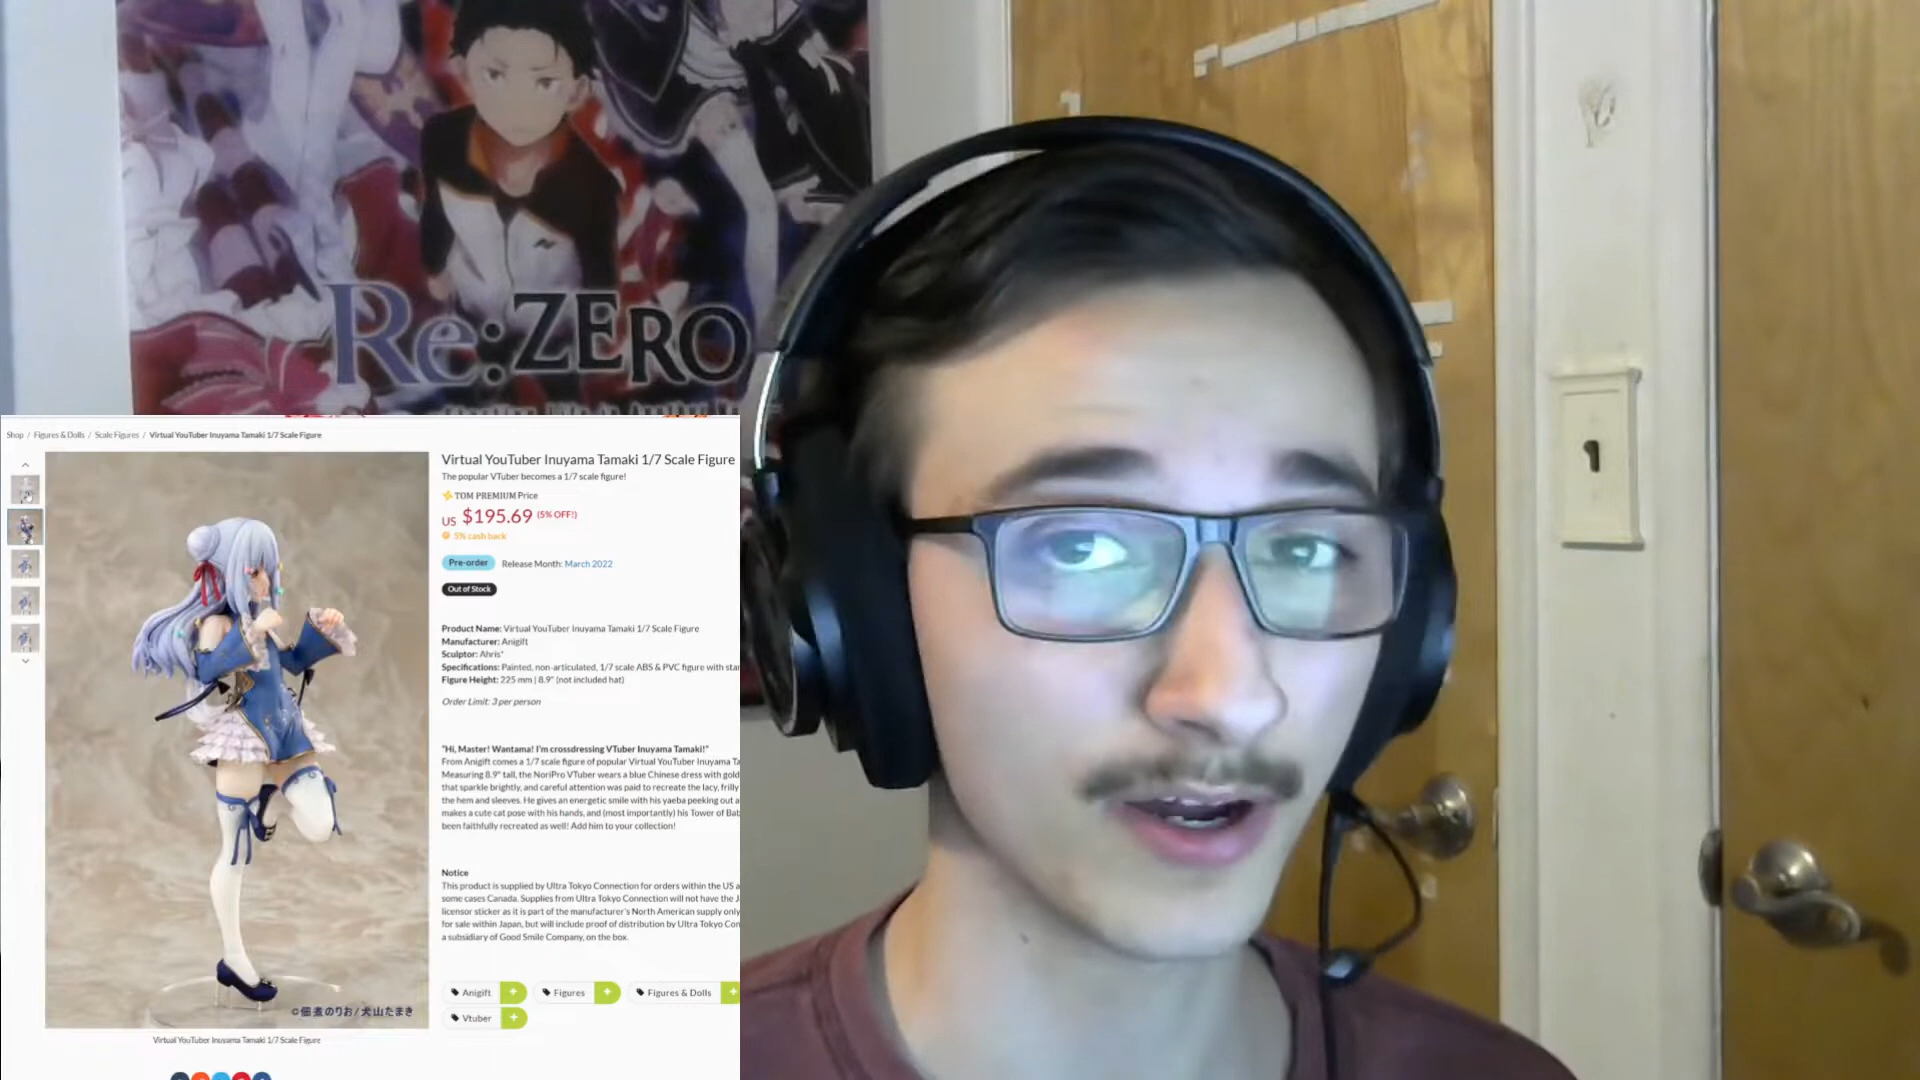 Re:ZERO
Shop / Figures & Dolls / Scale Figures / Virtual YouTuber Inuyama Tamaki 1/7 Scale Figure
Virtual YouTuber Inuyama Tamaki 1/7 Scale Figure
The popular VTuber becomes a 1/7 scale figure!
TOM PREMIUM Price
US $195.69 (5% OFF!)
5% cash back
Pre-order Release Month: March 2022
Out of Stock
Product Name: Virtual YouTuber Inuyama Tamaki 1/7 Scale Figure
Manufacturer: Anigift
Sculptor: Ahris*
Specifications: Painted, non-articulated, 1/7 scale ABS & PVC figure with star
Figure Height: 225 mm | 8.9" (not included hat)
Order Limit: 3 per person
"Hi, Master! Wantama! I'm crossdressing VTuber Inuyama Tamaki!"
From Anigift comes a 1/7 scale figure of popular Virtual YouTuber Inuyama Ta
Measuring 8.9" tall, the NoriPro VTuber wears a blue Chinese dress with gold
that sparkle brightly, and careful attention was paid to recreate the lacy, frilly
the hem and sleeves. He gives an energetic smile with his yaeba peeking out a
makes a cute cat pose with his hands, and (most importantly) his Tower of Bab
been faithfully recreated as well! Add him to your collection!
Notice
This product is supplied by Ultra Tokyo Connection for orders within the US a
some cases Canada. Supplies from Ultra Tokyo Connection will not have the J
licensor sticker as it is part of the manufacturer's North American supply only
for sale within Japan, but will include proof of distribution by Ultra Tokyo Con
a subsidiary of Good Smile Company, on the box.
Anigift + Figures + Figures & Dolls +
Vtuber +
©佃煮のりお/犬山たまき
Virtual YouTuber Inuyama Tamaki 1/7 Scale Figure